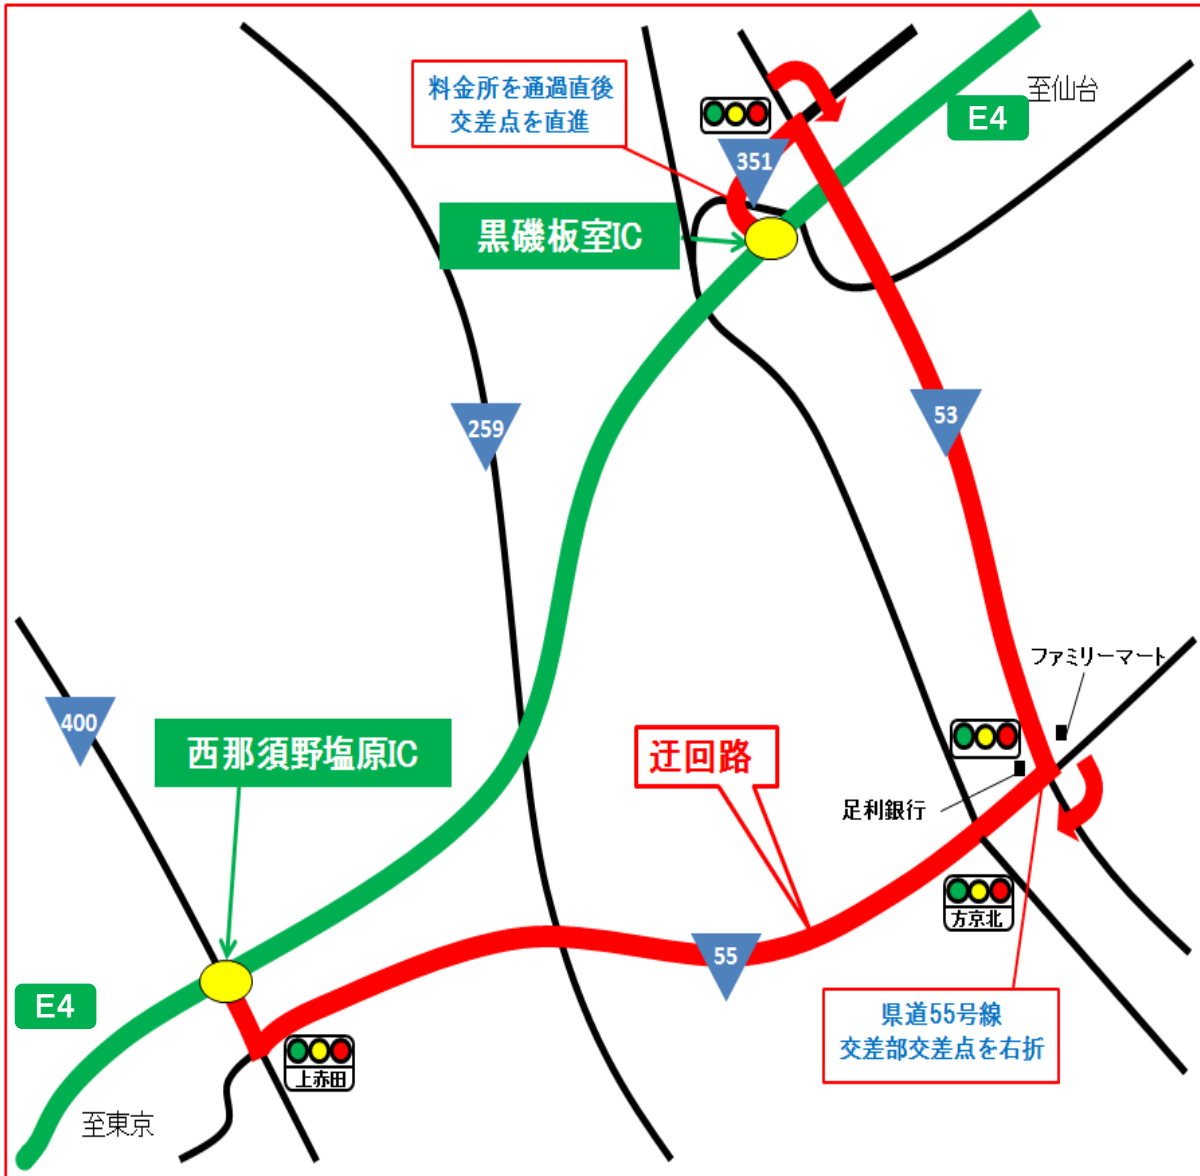 至仙台
E4
料金所を通過直後
交差点を直進
351
黒磯板室IC
53
259
ファミリーマート
400
西那須野塩原IC
迂回路
足利銀行
方京北
55
E4
県道55号線
交差部交差点を右折
上赤田
至東京